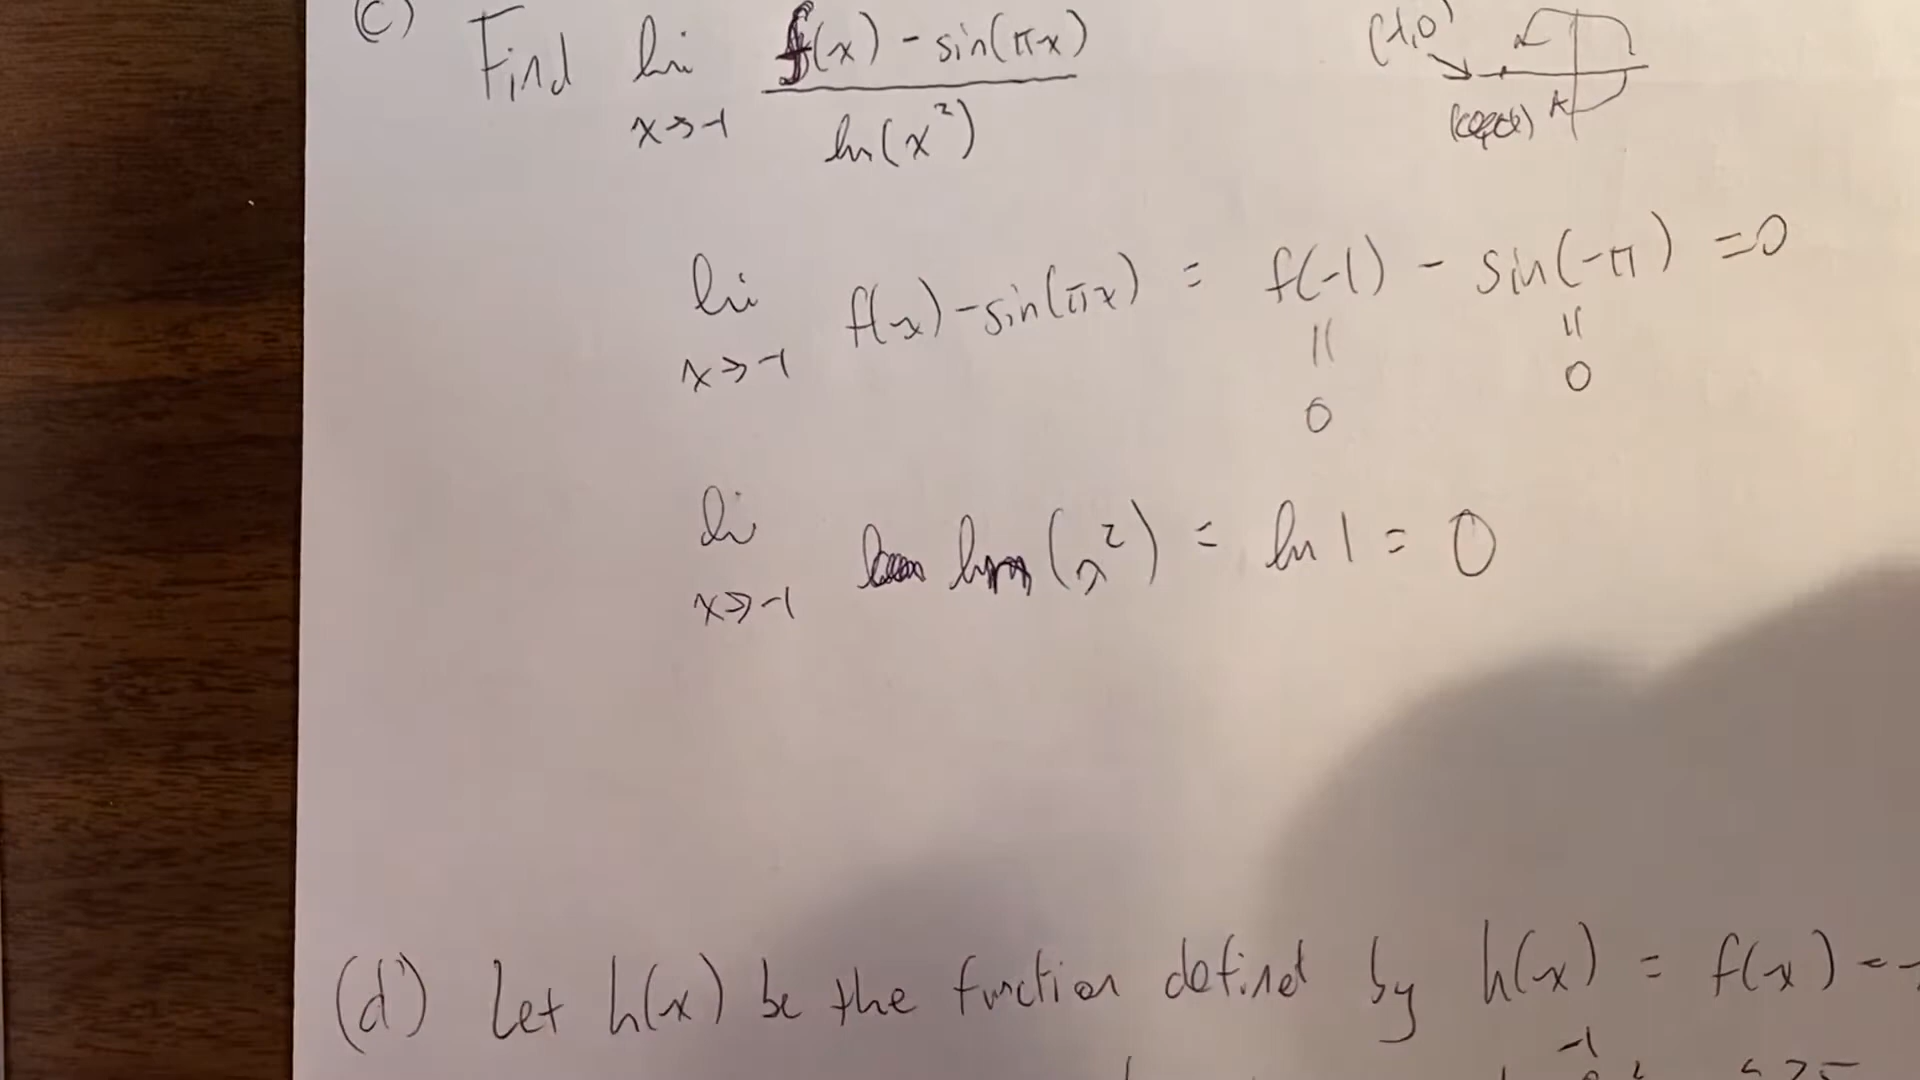 (c) Find lim x→-1 f(x) - sin(πx) / ln(x²)
(-1,0)
lim x→-1 f(x) - sin(πx) = f(-1) - sin(-π) = 0
|| ||
0 0
lim x→-1 ln(x²) = ln 1 = 0
(d) Let h(x) be the function defined by h(x) = f(x) -
-1